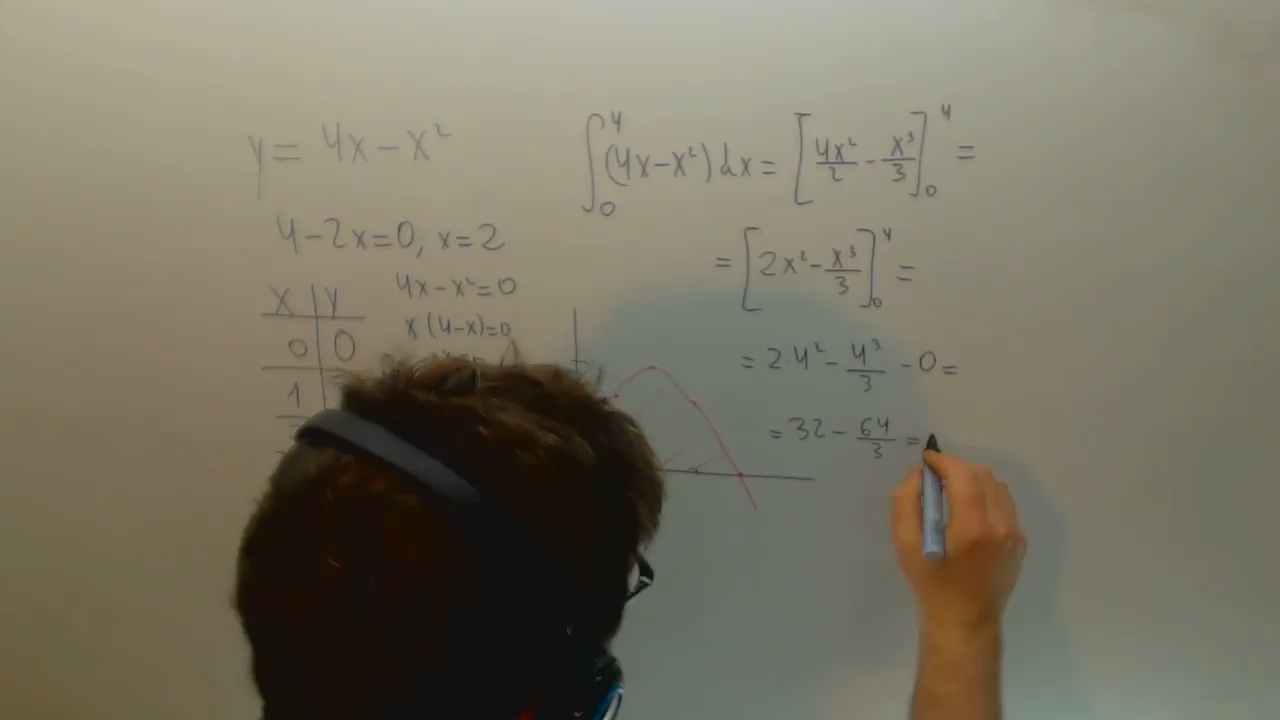 y = 4x - x²
4 - 2x = 0, x = 2
x | y
0 | 0
1 |
4x - x² = 0
x (4-x) = 0
∫₀⁴ (4x - x²) dx = [4x²/2 - x³/3]₀⁴ =
= [2x² - x³/3]₀⁴ =
= 2·4² - 4³/3 - 0 =
= 32 - 64/3 =